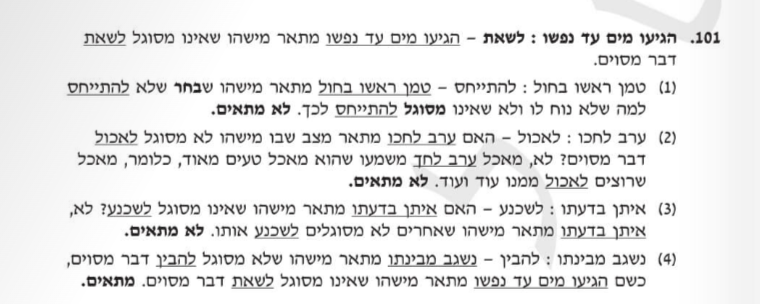 101. הגיעו מים עד נפשו : לשאת – הגיעו מים עד נפשו מתאר מישהו שאינו מסוגל לשאת
דבר מסוים.
(1) טמן ראשו בחול : להתייחס – טמן ראשו בחול מתאר מישהו שבחר שלא להתייחס
למה שלא נוח לו ולא שאינו מסוגל להתייחס לכך. לא מתאים.
(2) ערב לחכו : לאכול – האם ערב לחכו מתאר מצב שבו מישהו לא מסוגל לאכול
דבר מסוים? לא, מאכל ערב לחך משמעו שהוא מאכל טעים מאוד, כלומר, מאכל
שרוצים לאכול ממנו עוד ועוד. לא מתאים.
(3) איתן בדעתו : לשכנע – האם איתן בדעתו מתאר מישהו שאינו מסוגל לשכנע? לא,
איתן בדעתו מתאר מישהו שאחרים לא מסוגלים לשכנע אותו. לא מתאים.
(4) נשגב מבינתו : להבין – נשגב מבינתו מתאר מישהו שלא מסוגל להבין דבר מסוים,
כשם הגיעו מים עד נפשו מתאר מישהו שאינו מסוגל לשאת דבר מסוים. מתאים.